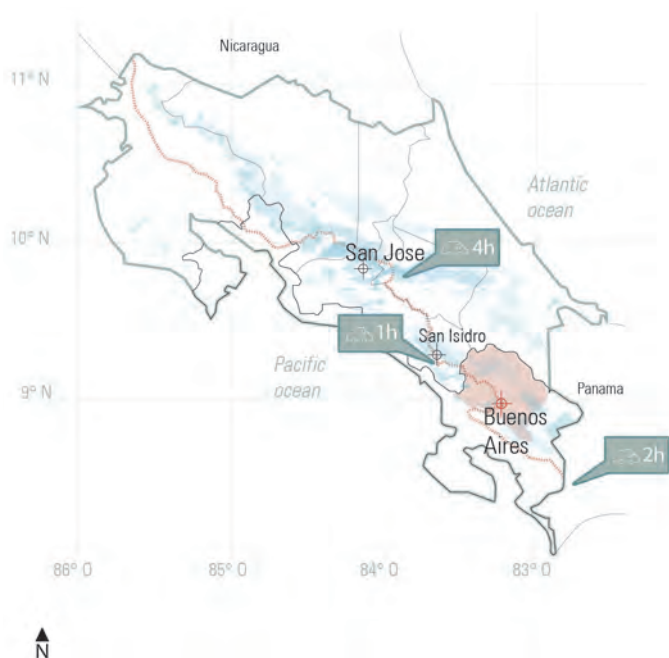 Nicaragua
11° N
Atlantic
ocean
10° N
San Jose
4h
San Isidro
1h
Pacific
ocean
9° N
Panama
Buenos
Aires
2h
86° O
85° O
84° O
83° O
N